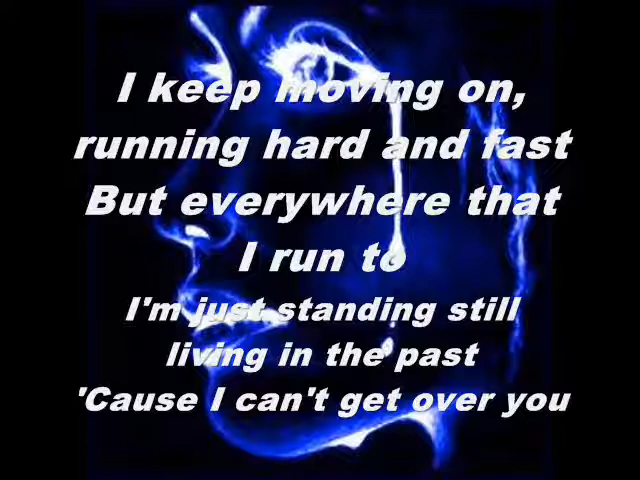 I keep moving on,
running hard and fast
But everywhere that
I run to
I'm just standing still
living in the past
'Cause I can't get over you